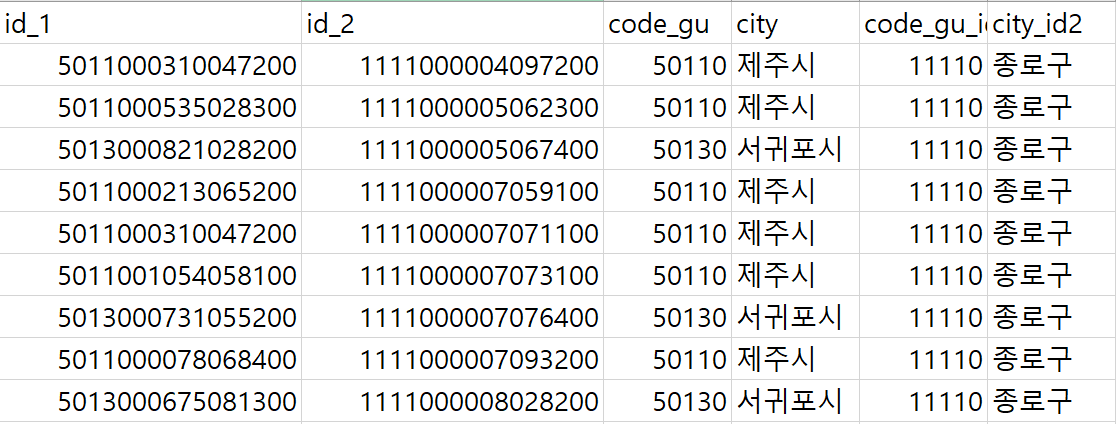 id_1 id_2 code_gu city code_gu_i city_id2
5011000310047200 1111000004097200 50110 제주시 11110 종로구
5011000535028300 1111000005062300 50110 제주시 11110 종로구
5013000821028200 1111000005067400 50130 서귀포시 11110 종로구
5011000213065200 1111000007059100 50110 제주시 11110 종로구
5011000310047200 1111000007071100 50110 제주시 11110 종로구
5011001054058100 1111000007073100 50110 제주시 11110 종로구
5013000731055200 1111000007076400 50130 서귀포시 11110 종로구
5011000078068400 1111000007093200 50110 제주시 11110 종로구
5013000675081300 1111000008028200 50130 서귀포시 11110 종로구